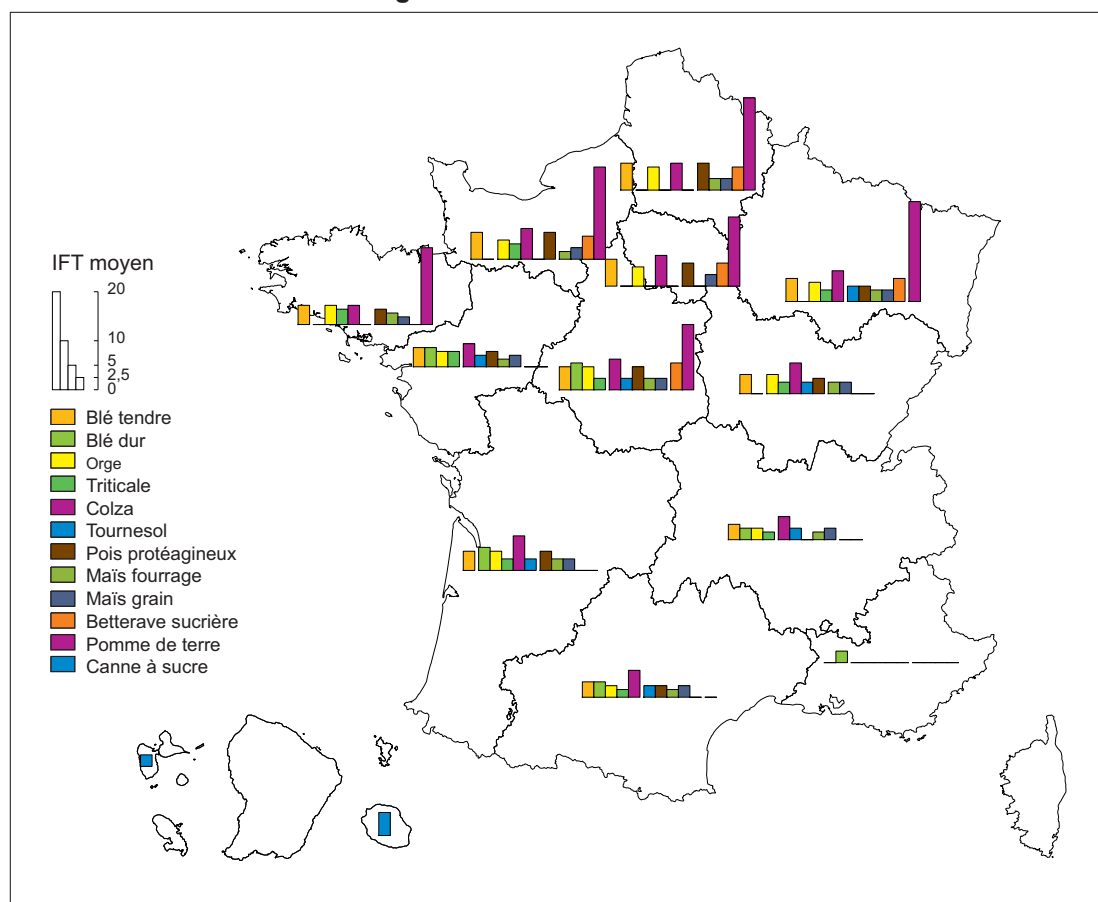 IFT moyen
20
10
5
2,5
0
Blé tendre
Blé dur
Orge
Triticale
Colza
Tournesol
Pois protéagineux
Maïs fourrage
Maïs grain
Betterave sucrière
Pomme de terre
Canne à sucre